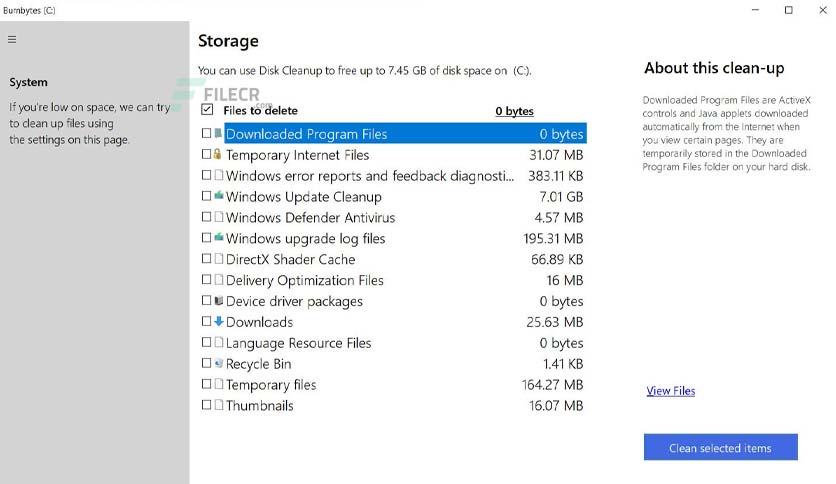 Burnbytes (C:)
Storage
System
If you're low on space, we can try
to clean up files using
the settings on this page.
You can use Disk Cleanup to free up to 7.45 GB of disk space on (C:).
FILECR
.com
Files to delete 0 bytes
Downloaded Program Files 0 bytes
Temporary Internet Files 31.07 MB
Windows error reports and feedback diagnosti... 383.11 KB
Windows Update Cleanup 7.01 GB
Windows Defender Antivirus 4.57 MB
Windows upgrade log files 195.31 MB
DirectX Shader Cache 66.89 KB
Delivery Optimization Files 16 MB
Device driver packages 0 bytes
Downloads 25.63 MB
Language Resource Files 0 bytes
Recycle Bin 1.41 KB
Temporary files 164.27 MB
Thumbnails 16.07 MB
About this clean-up
Downloaded Program Files are ActiveX
controls and Java applets downloaded
automatically from the Internet when
you view certain pages. They are
temporarily stored in the Downloaded
Program Files folder on your hard disk.
View Files
Clean selected items